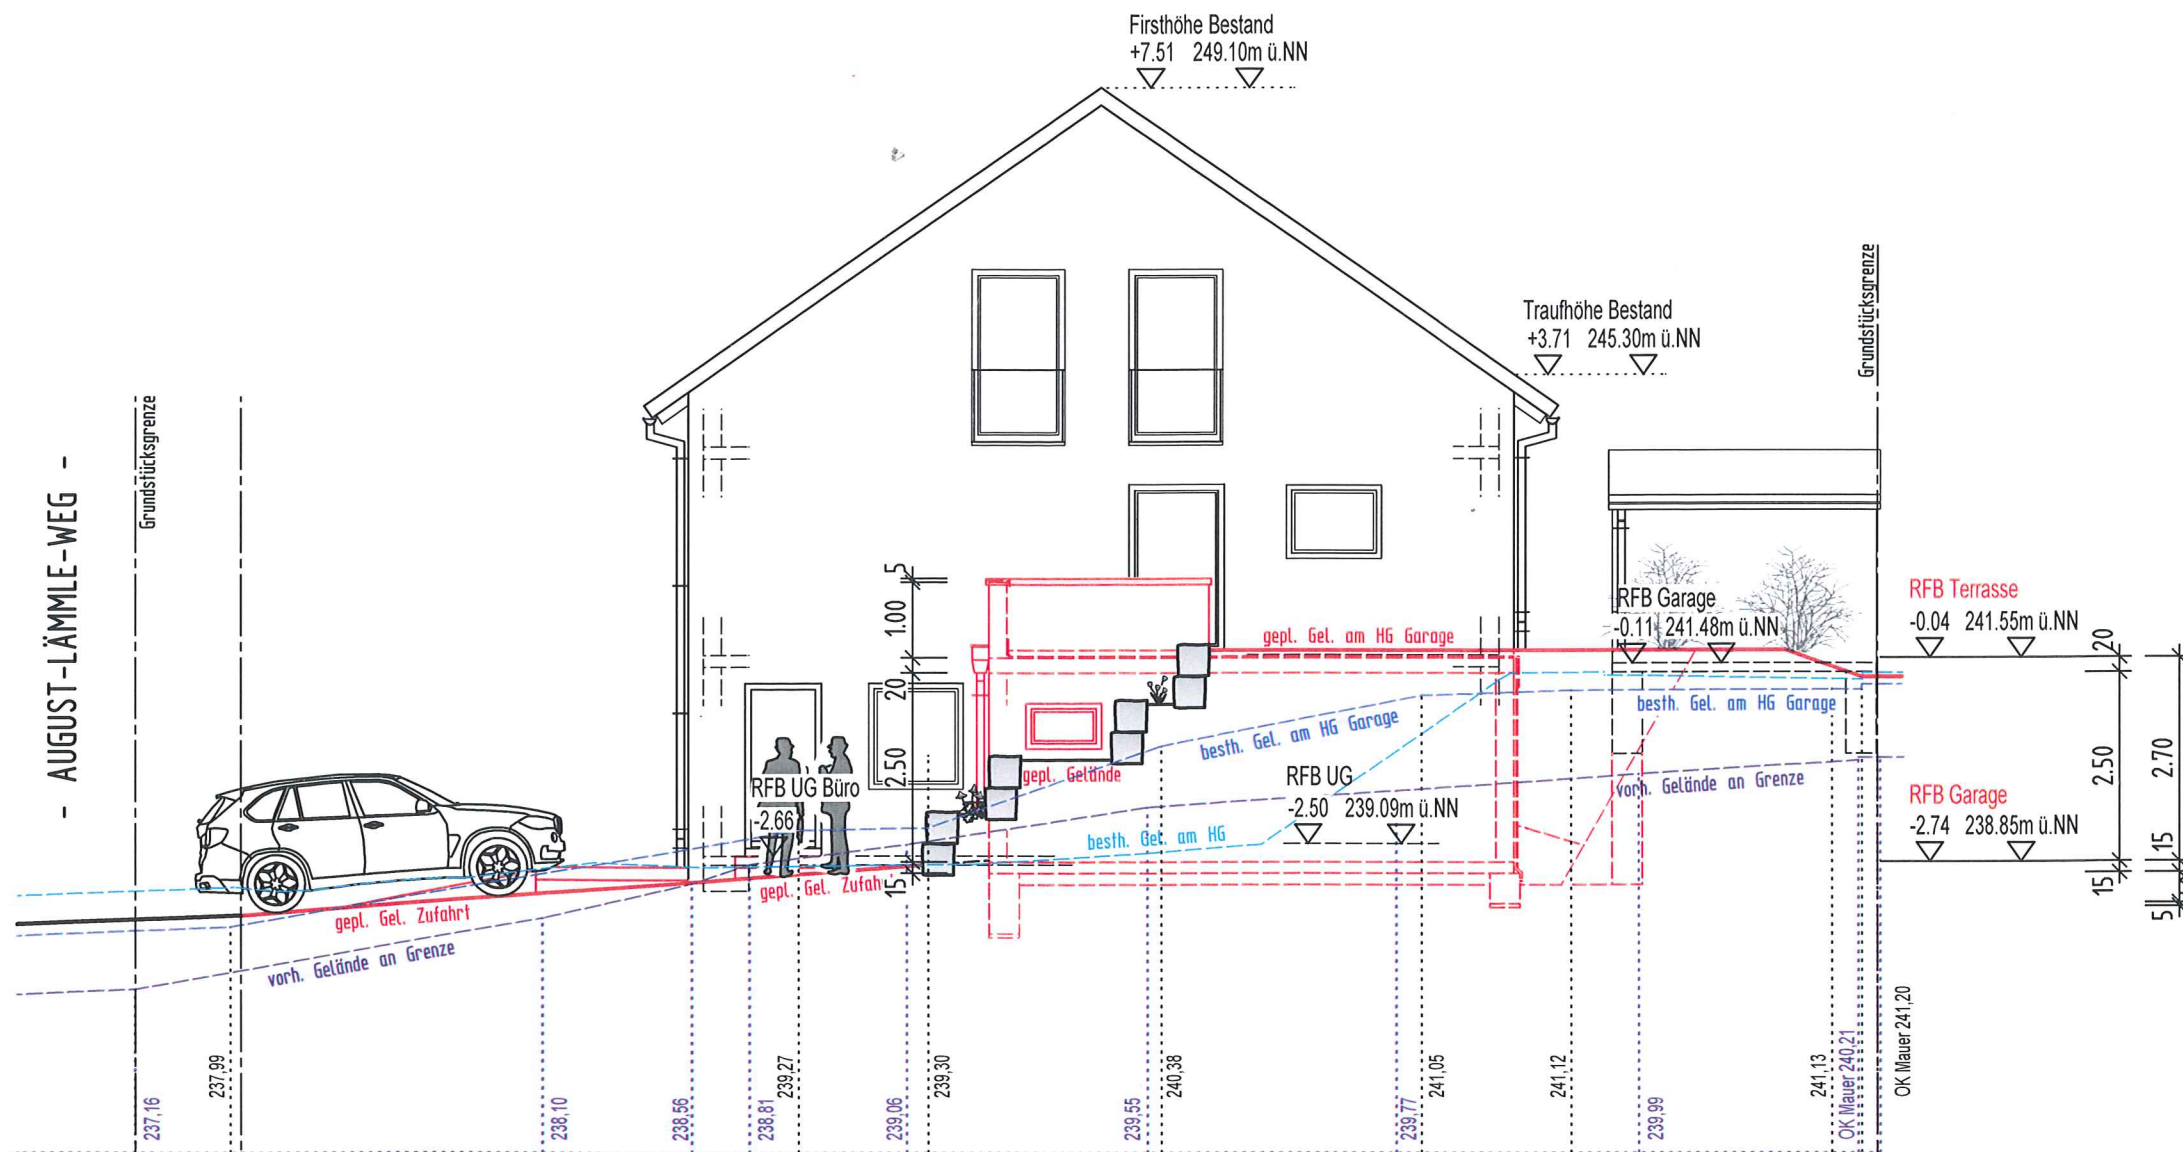 Firsthöhe Bestand
+7.51 249.10m ü.NN
Traufhöhe Bestand
+3.71 245.30m ü.NN
Grundstücksgrenze
Grundstücksgrenze
- AUGUST-LÄMMLE-WEG -
5
1.00
20
2.50
15
gepl. Gel. am HG Garage
RFB Garage
-0.11 241.48m ü.NN
RFB Terrasse
-0.04 241.55m ü.NN
20
2.50
2.70
15
15
5
besth. Gel. am HG Garage
besth. Gel. am HG Garage
gepl. Gelände
RFB UG
-2.50 239.09m ü.NN
vorh. Gelände an Grenze
RFB Garage
-2.74 238.85m ü.NN
RFB UG Büro
-2.66
besth. Gel. am HG
gepl. Gel. Zufah
gepl. Gel. Zufahrt
vorh. Gelände an Grenze
237,16
237,99
238,10
238,56
238,81
239,27
239,06
239,30
239,55
240,38
239,77
241,05
241,12
239,99
241,13
OK Mauer 240,21
OK Mauer 241,20